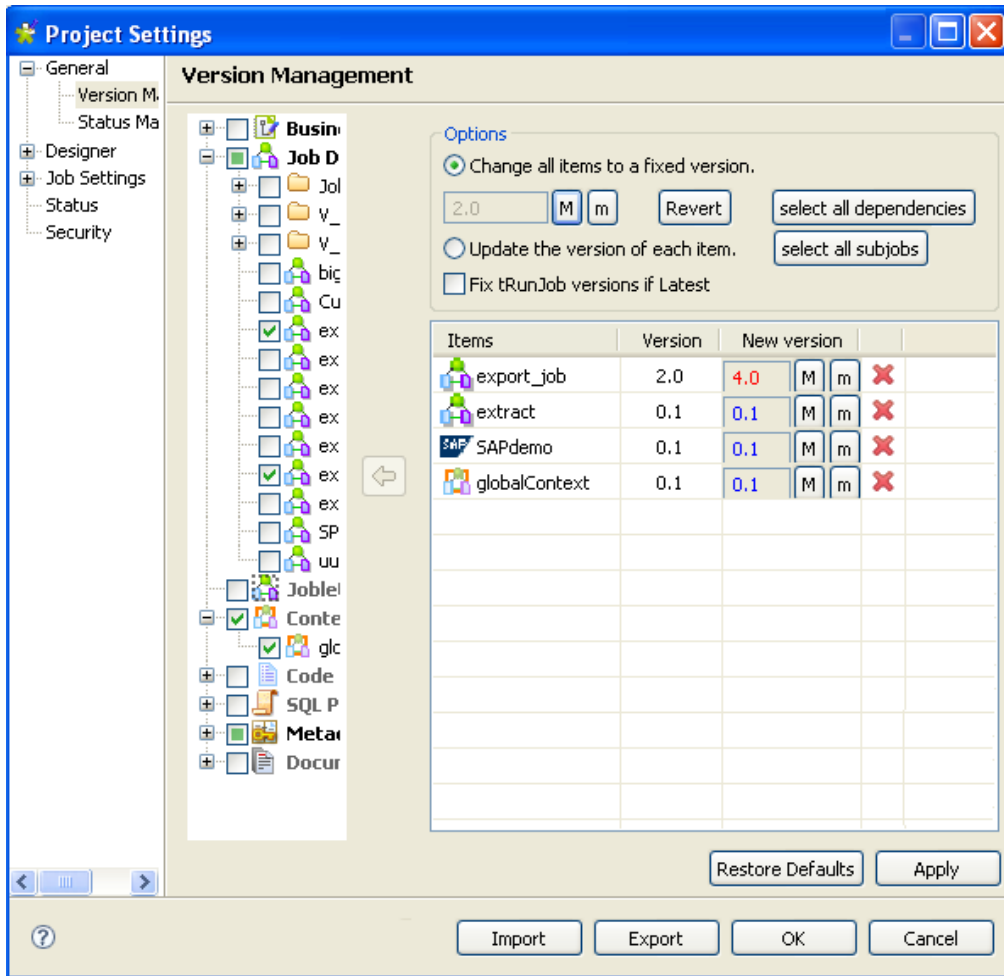 Project Settings
General
Version M
Status Ma
Designer
Job Settings
Status
Security
Version Management
Busin
Job D
Jol
V_
V_
big
Cu
ex
ex
ex
ex
ex
ex
ex
SP
uu
Joble
Conte
glo
Code
SQL P
Meta
Docur
Options
Change all items to a fixed version.
2.0 M m Revert select all dependencies
Update the version of each item. select all subjobs
Fix tRunJob versions if Latest
Items Version New version
export_job 2.0 4.0 M m
extract 0.1 0.1 M m
SAP SAPdemo 0.1 0.1 M m
globalContext 0.1 0.1 M m
Restore Defaults Apply
? Import Export OK Cancel